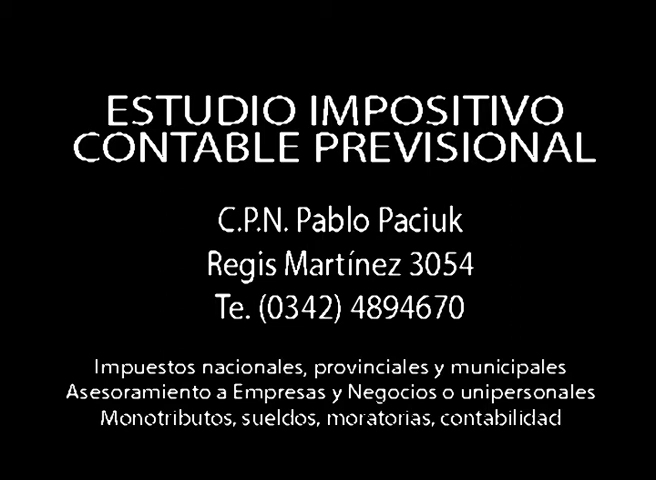 ESTUDIO IMPOSITIVO
CONTABLE PREVISIONAL
C.P.N. Pablo Paciuk
Regis Martínez 3054
Te. (0342) 4894670
Impuestos nacionales, provinciales y municipales
Asesoramiento a Empresas y Negocios o unipersonales
Monotributos, sueldos, moratorias, contabilidad